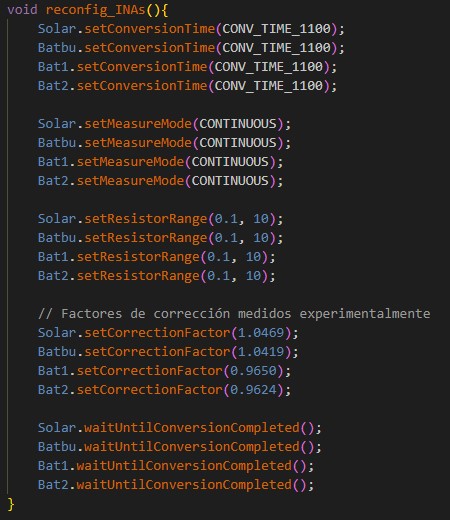 void reconfig_INAs(){
    Solar.setConversionTime(CONV_TIME_1100);
    Batbu.setConversionTime(CONV_TIME_1100);
    Bat1.setConversionTime(CONV_TIME_1100);
    Bat2.setConversionTime(CONV_TIME_1100);

    Solar.setMeasureMode(CONTINUOUS);
    Batbu.setMeasureMode(CONTINUOUS);
    Bat1.setMeasureMode(CONTINUOUS);
    Bat2.setMeasureMode(CONTINUOUS);

    Solar.setResistorRange(0.1, 10);
    Batbu.setResistorRange(0.1, 10);
    Bat1.setResistorRange(0.1, 10);
    Bat2.setResistorRange(0.1, 10);

    // Factores de corrección medidos experimentalmente
    Solar.setCorrectionFactor(1.0469);
    Batbu.setCorrectionFactor(1.0419);
    Bat1.setCorrectionFactor(0.9650);
    Bat2.setCorrectionFactor(0.9624);

    Solar.waitUntilConversionCompleted();
    Batbu.waitUntilConversionCompleted();
    Bat1.waitUntilConversionCompleted();
    Bat2.waitUntilConversionCompleted();
}